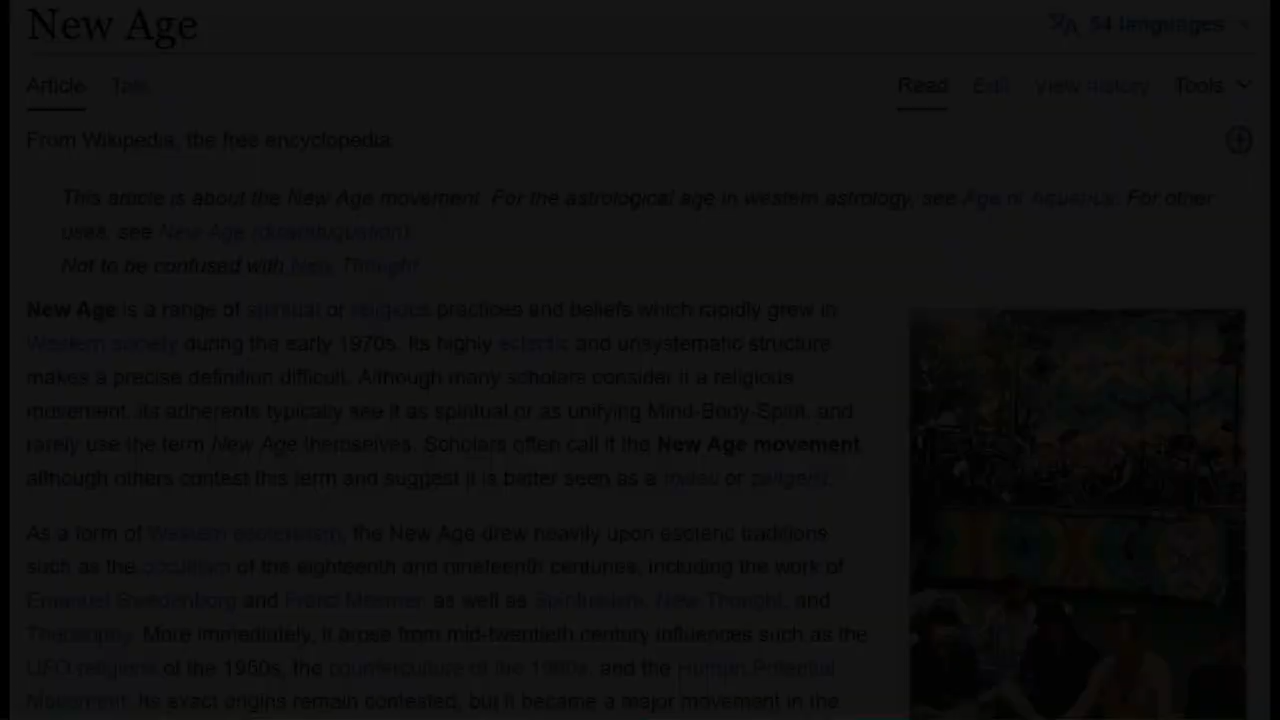 New Age
54 languages
Article Talk
Read Edit View history Tools
From Wikipedia, the free encyclopedia
This article is about the New Age movement. For the astrological age in western astrology, see Age of Aquarius. For other
uses, see New Age (disambiguation).
Not to be confused with New Thought.
New Age is a range of spiritual or religious practices and beliefs which rapidly grew in
Western society during the early 1970s. Its highly eclectic and unsystematic structure
makes a precise definition difficult. Although many scholars consider it a religious
movement, its adherents typically see it as spiritual or as unifying Mind-Body-Spirit, and
rarely use the term New Age themselves. Scholars often call it the New Age movement,
although others contest this term and suggest it is better seen as a milieu or zeitgeist.
As a form of Western esotericism, the New Age drew heavily upon esoteric traditions
such as the occultism of the eighteenth and nineteenth centuries, including the work of
Emanuel Swedenborg and Franz Mesmer, as well as Spiritualism, New Thought, and
Theosophy. More immediately, it arose from mid-twentieth century influences such as the
UFO religions of the 1950s, the counterculture of the 1960s, and the Human Potential
Movement. Its exact origins remain contested, but it became a major movement in the